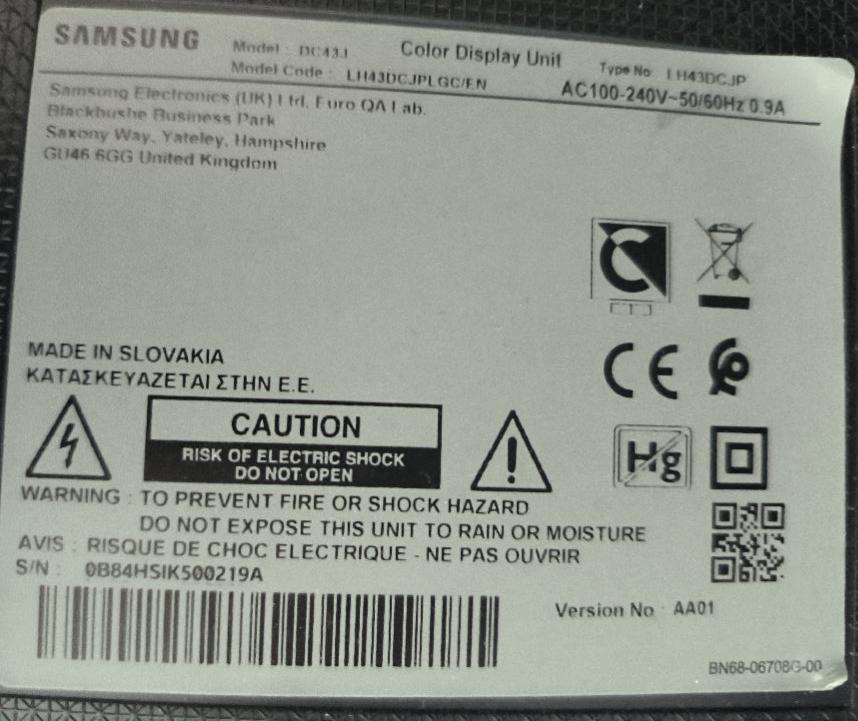 SAMSUNG
Model : DC43J
Color Display Unit
Type No. LH43DCJP
Model Code : LH43DCJPLGC/EN
AC100-240V~50/60Hz 0.9A
Samsung Electronics (UK) Ltd, Euro QA Lab.
Blackbushe Business Park
Saxony Way, Yateley, Hampshire
GU46 6GG United Kingdom
MADE IN SLOVAKIA
ΚΑΤΑΣΚΕΥΑΖΕΤΑΙ ΣΤΗΝ Ε.Ε.
CE
CAUTION
RISK OF ELECTRIC SHOCK
DO NOT OPEN
Hg
WARNING : TO PREVENT FIRE OR SHOCK HAZARD
DO NOT EXPOSE THIS UNIT TO RAIN OR MOISTURE
AVIS : RISQUE DE CHOC ELECTRIQUE - NE PAS OUVRIR
S/N : 0B84HSIK500219A
Version No : AA01
BN68-06708G-00